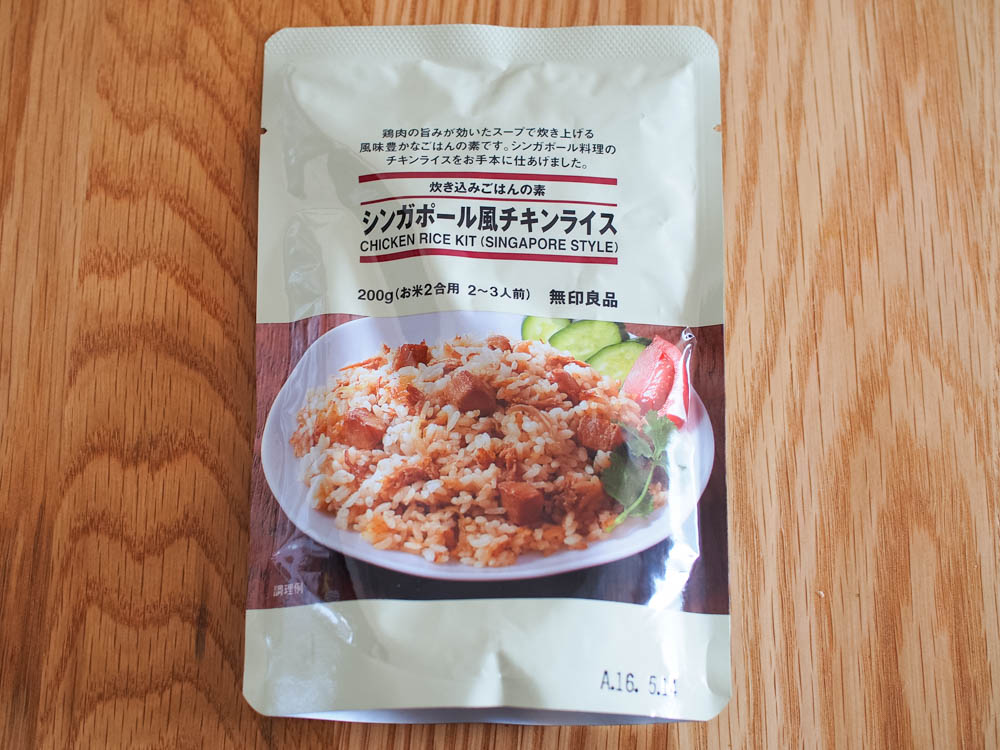 鶏肉の旨みが効いたスープで炊き上げる
風味豊かなごはんの素です。シンガポール料理の
チキンライスをお手本に仕あげました。
炊き込みごはんの素
シンガポール風チキンライス
CHICKEN RICE KIT (SINGAPORE STYLE)
200g(お米2合用 2〜3人前) 無印良品
調理例
A.16. 5.14